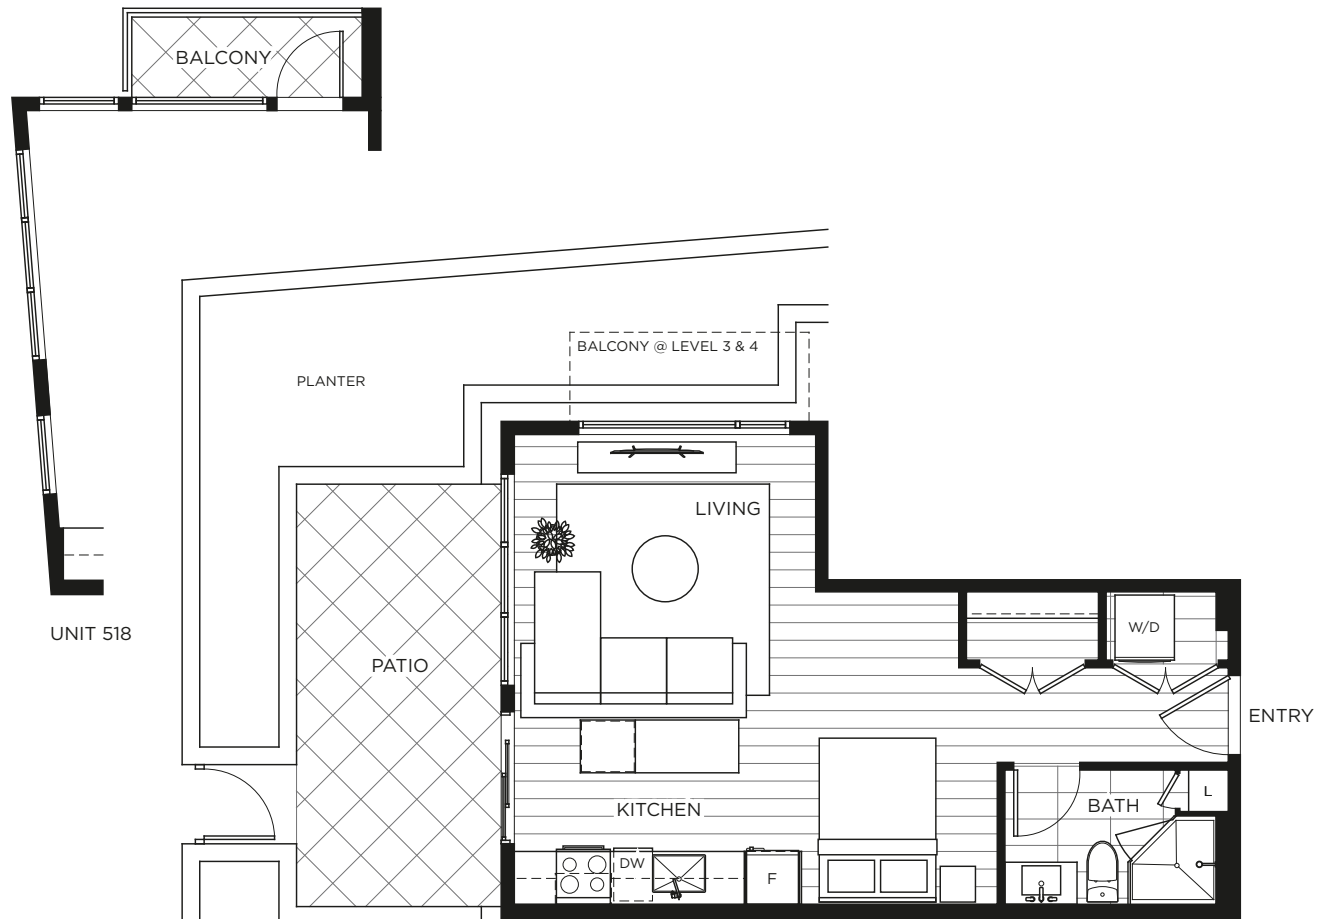 BALCONY
BALCONY @ LEVEL 3 & 4
PLANTER
LIVING
UNIT 518
W/D
PATIO
ENTRY
L
BATH
KITCHEN
DW
F